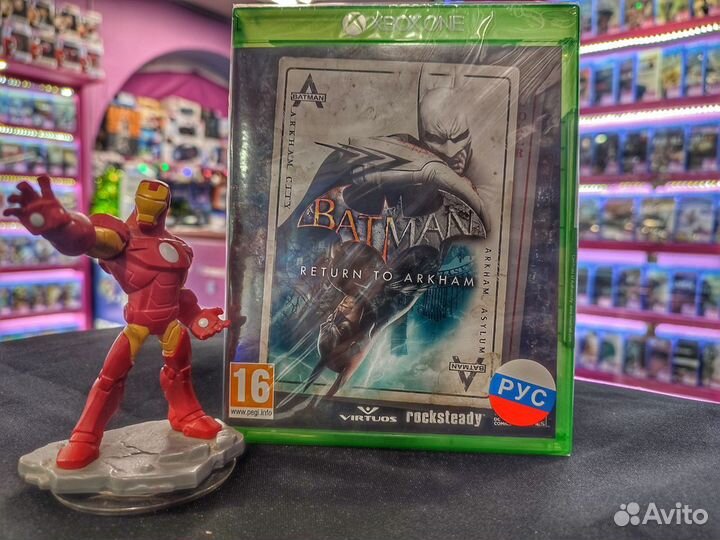 XBOX ONE
A
BATMAN
ARKHAM CITY
BATMAN
RETURN TO ARKHAM
ARKHAM ASYLUM
BATMAN
A
16
www.pegi.info
VIRTUOS
rocksteady
РУС
Avito